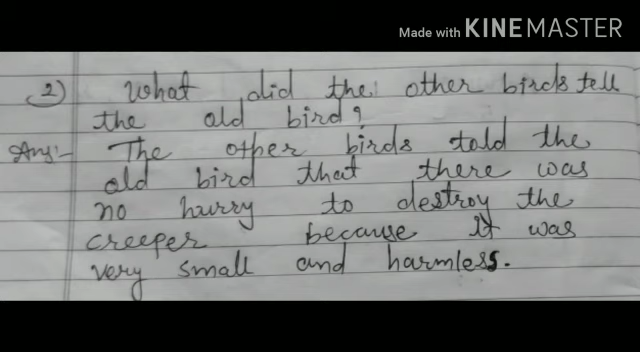 Made with KINEMASTER
2) What did the other birds tell
the old bird?
Ans:- The other birds told the
old bird that there was
no hurry to destroy the
creeper because it was
very small and harmless.